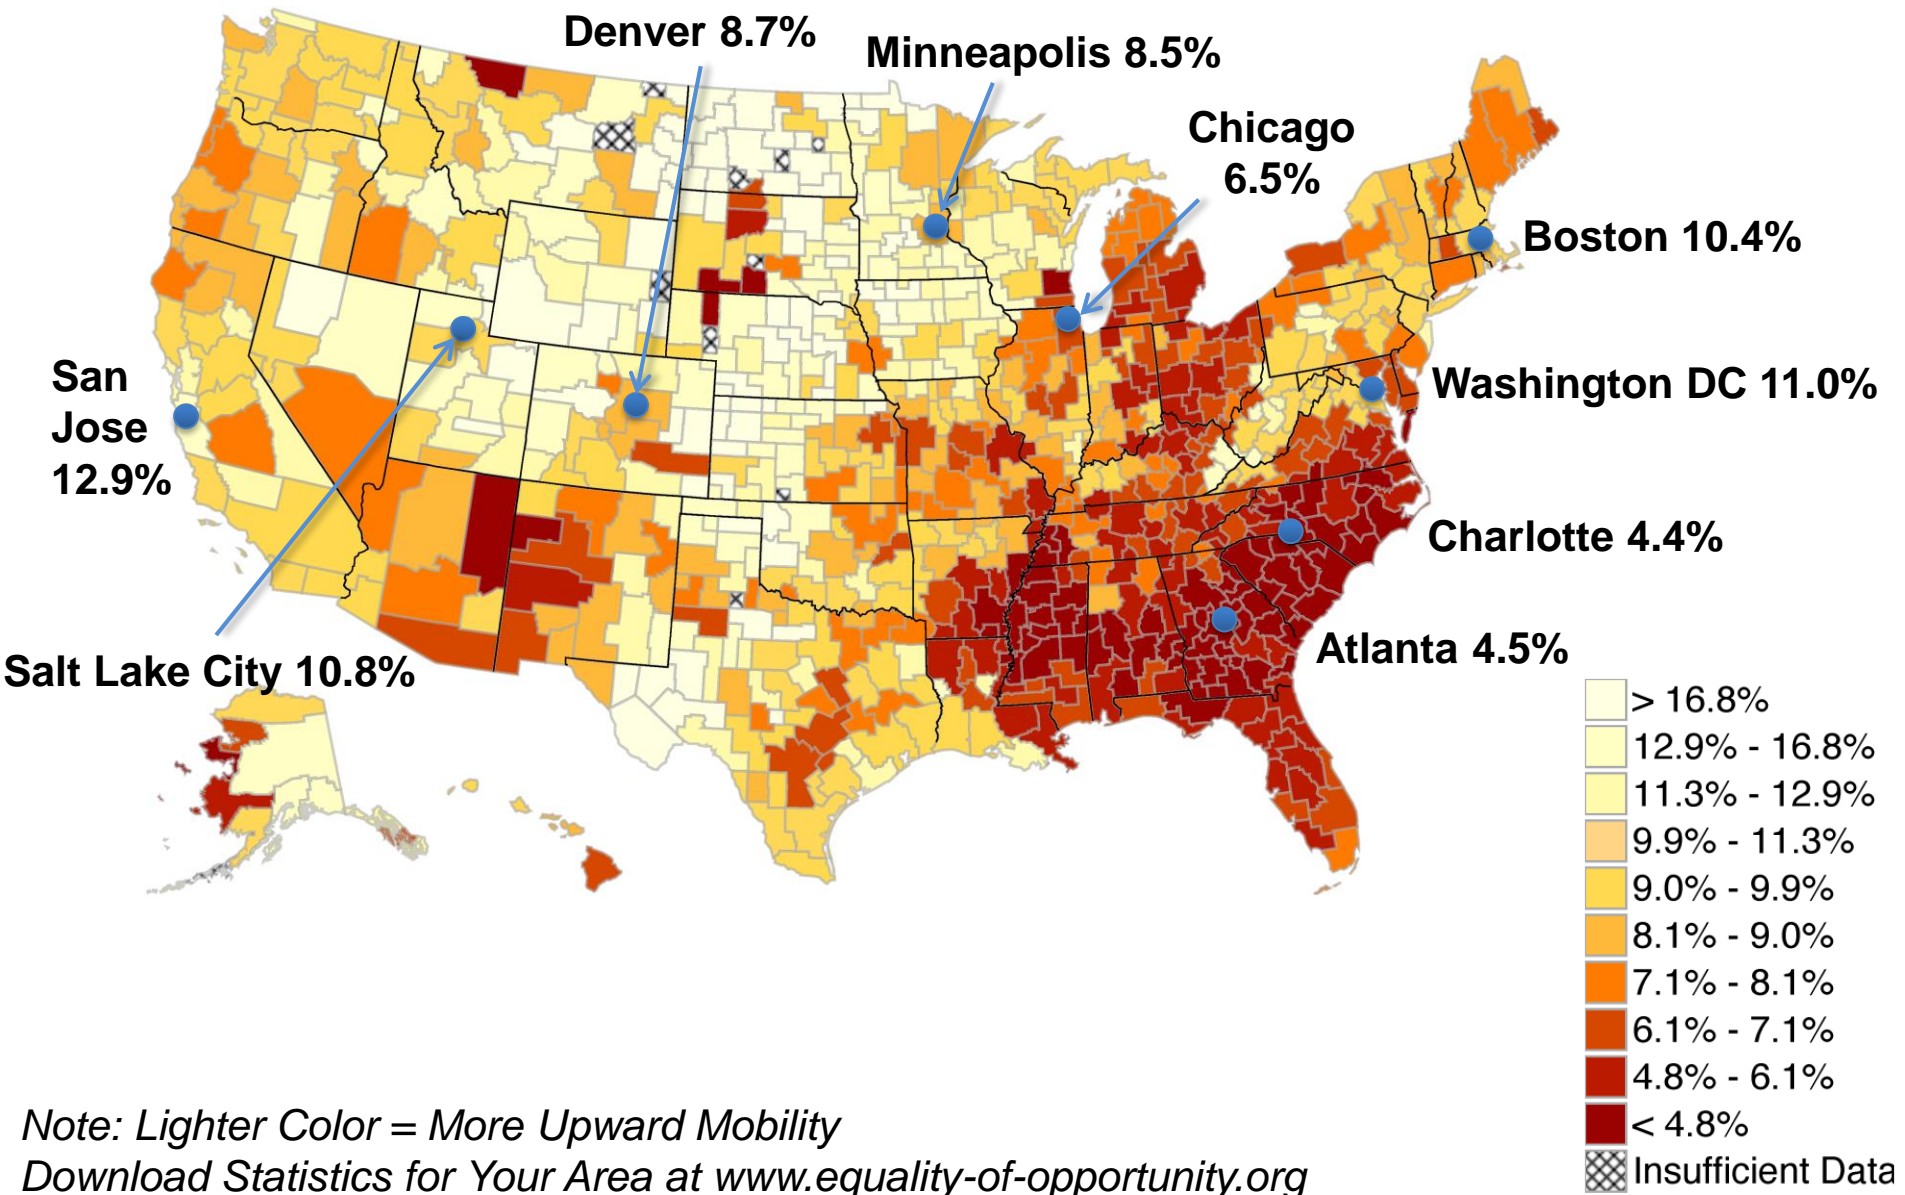 Denver 8.7%
Minneapolis 8.5%
Chicago
6.5%
Boston 10.4%
San
Jose
12.9%
Washington DC 11.0%
Charlotte 4.4%
Salt Lake City 10.8%
Atlanta 4.5%
> 16.8%
12.9% - 16.8%
11.3% - 12.9%
9.9% - 11.3%
9.0% - 9.9%
8.1% - 9.0%
7.1% - 8.1%
6.1% - 7.1%
4.8% - 6.1%
< 4.8%
Insufficient Data
Note: Lighter Color = More Upward Mobility
Download Statistics for Your Area at www.equality-of-opportunity.org